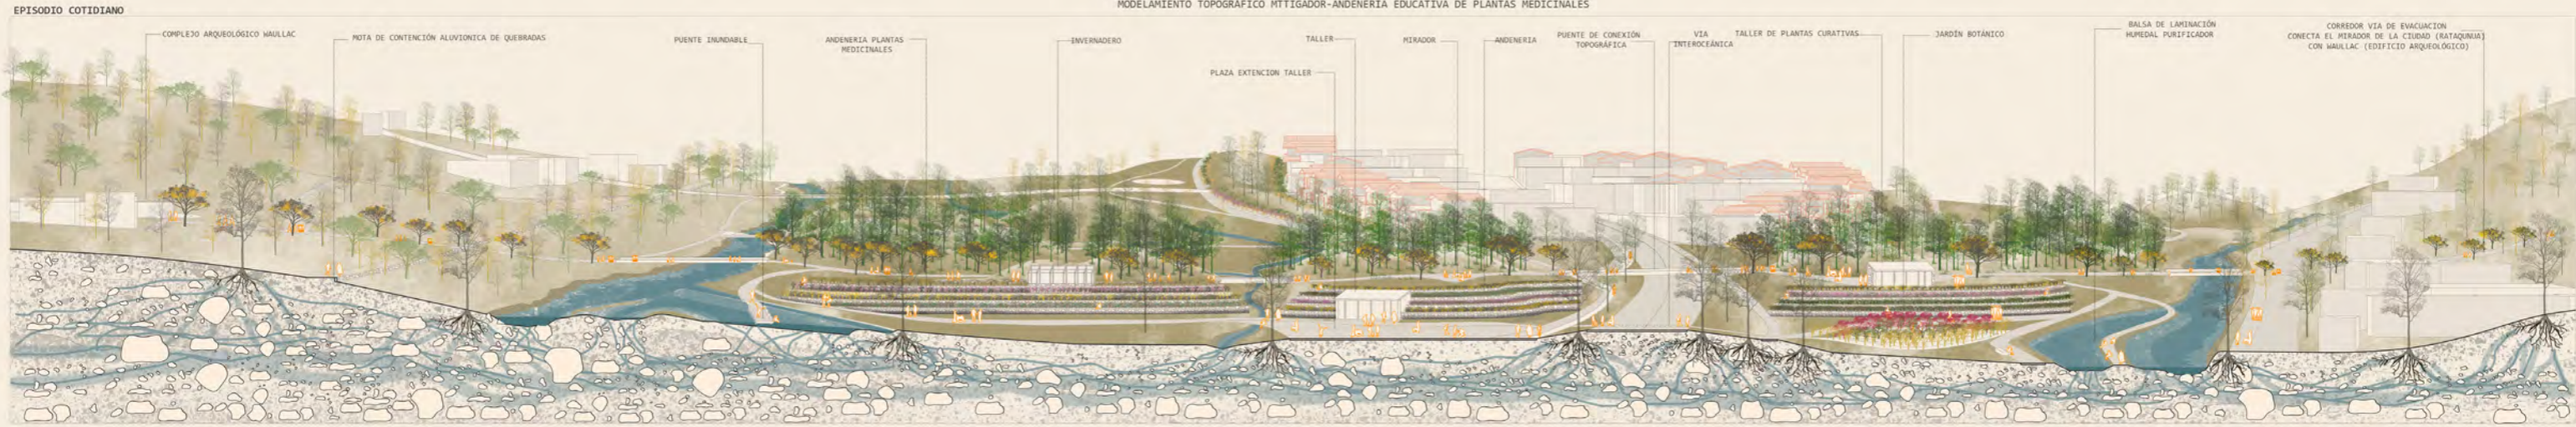 MODELAMIENTO TOPOGRAFICO MTTIGADOR-ANDENERIA EDUCATIVA DE PLANTAS MEDICINALES
EPISODIO COTIDIANO
COMPLEJO ARQUEOLÓGICO WAULLAC
MOTA DE CONTENCIÓN ALUVIONICA DE QUEBRADAS
PUENTE INUNDABLE
ANDENERIA PLANTAS
MEDICINALES
INVERNADERO
PLAZA EXTENCION TALLER
TALLER
MIRADOR
ANDENERIA
PUENTE DE CONEXIÓN
TOPOGRÁFICA
VIA
INTEROCEÁNICA
TALLER DE PLANTAS CURATIVAS
JARDÍN BOTÁNICO
BALSA DE LAMINACIÓN
HUMEDAL PURIFICADOR
CORREDOR VIA DE EVACUACION
CONECTA EL MIRADOR DE LA CIUDAD (RATAQUNUA)
CON WAULLAC (EDIFICIO ARQUEOLÓGICO)